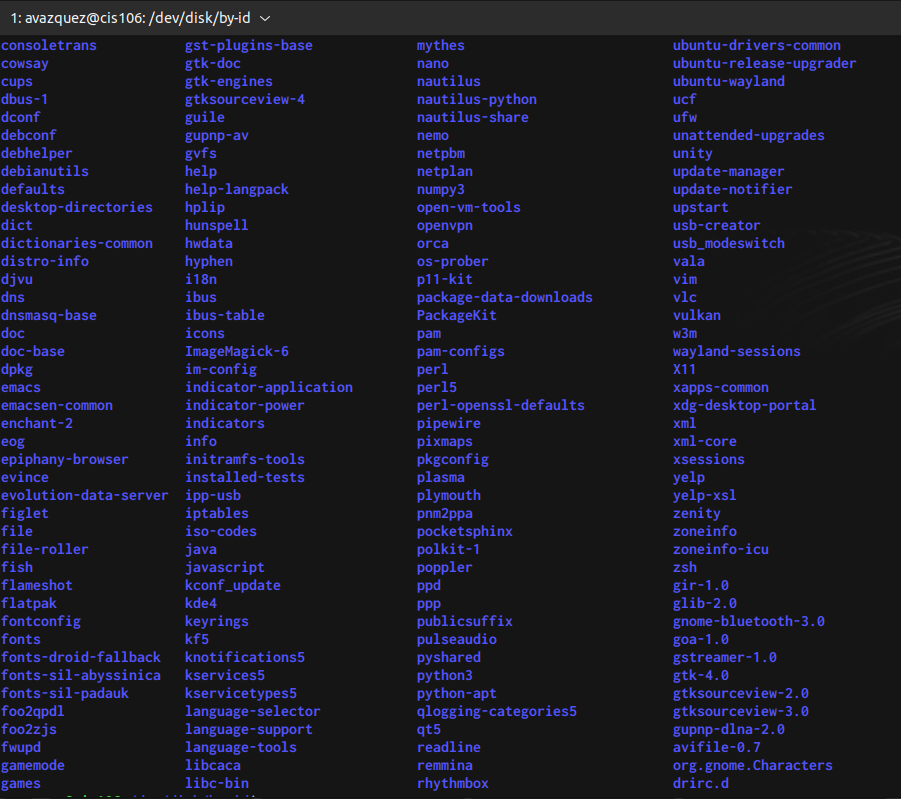 1: avazquez@cis106: /dev/disk/by-id
consoletrans gst-plugins-base mythes ubuntu-drivers-common
cowsay gtk-doc nano ubuntu-release-upgrader
cups gtk-engines nautilus ubuntu-wayland
dbus-1 gtksourceview-4 nautilus-python ucf
dconf guile nautilus-share ufw
debconf gupnp-av nemo unattended-upgrades
debhelper gvfs netpbm unity
debianutils help netplan update-manager
defaults help-langpack numpy3 update-notifier
desktop-directories hplip open-vm-tools upstart
dict hunspell openvpn usb-creator
dictionaries-common hwdata orca usb_modeswitch
distro-info hyphen os-prober vala
djvu i18n p11-kit vim
dns ibus package-data-downloads vlc
dnsmasq-base ibus-table PackageKit vulkan
doc icons pam w3m
doc-base ImageMagick-6 pam-configs wayland-sessions
dpkg im-config perl X11
emacs indicator-application perl5 xapps-common
emacsen-common indicator-power perl-openssl-defaults xdg-desktop-portal
enchant-2 indicators pipewire xml
eog info pixmaps xml-core
epiphany-browser initramfs-tools pkgconfig xsessions
evince installed-tests plasma yelp
evolution-data-server ipp-usb plymouth yelp-xsl
figlet iptables pnm2ppa zenity
file iso-codes pocketsphinx zoneinfo
file-roller java polkit-1 zoneinfo-icu
fish javascript poppler zsh
flameshot kconf_update ppd gir-1.0
flatpak kde4 ppp glib-2.0
fontconfig keyrings publicsuffix gnome-bluetooth-3.0
fonts kf5 pulseaudio goa-1.0
fonts-droid-fallback knotifications5 pyshared gstreamer-1.0
fonts-sil-abyssinica kservices5 python3 gtk-4.0
fonts-sil-padauk kservicetypes5 python-apt gtksourceview-2.0
foo2qpdl language-selector qlogging-categories5 gtksourceview-3.0
foo2zjs language-support qt5 gupnp-dlna-2.0
fwupd language-tools readline avifile-0.7
gamemode libcaca remmina org.gnome.Characters
games libc-bin rhythmbox drirc.d